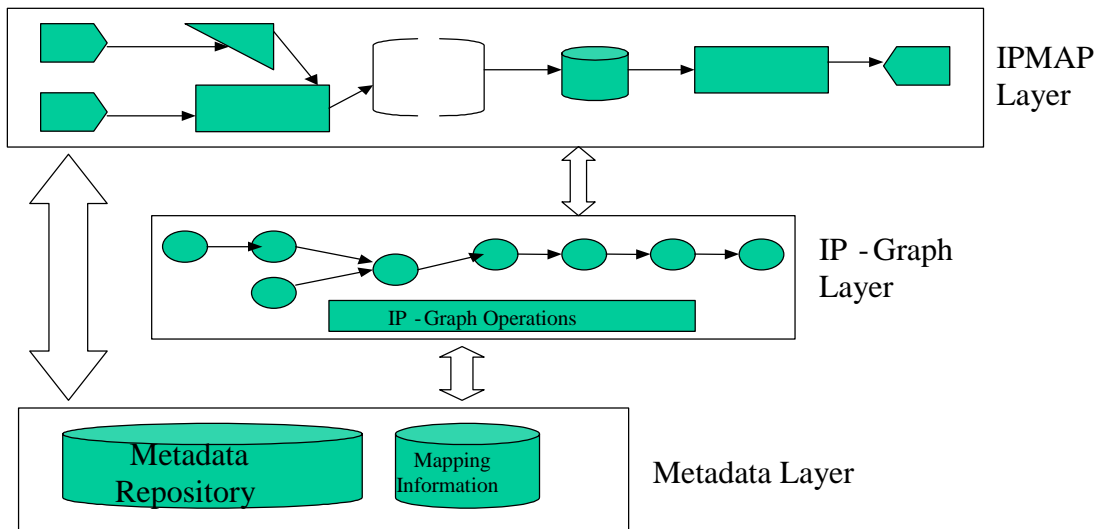 IPMAP
Layer
IP - Graph
Layer
IP - Graph Operations
Metadata
Repository
Mapping
Information
Metadata Layer